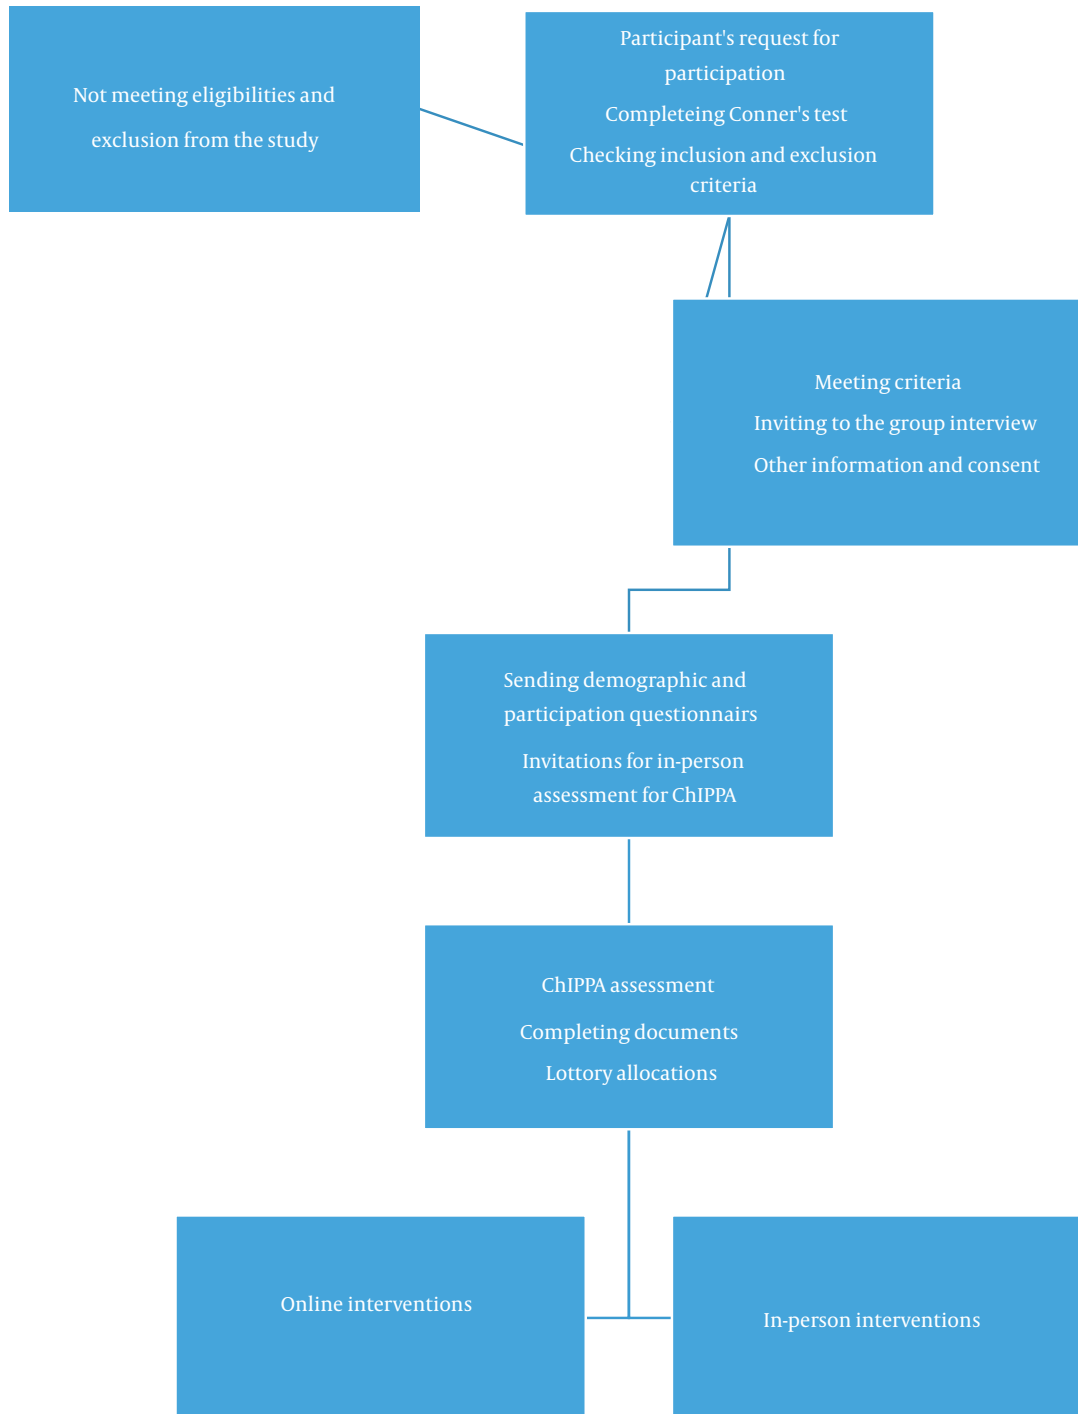 Not meeting eligibilities and
exclusion from the study
Participant's request for
participation
Completeing Conner's test
Checking inclusion and exclusion
criteria
Meeting criteria
Inviting to the group interview
Other information and consent
Sending demographic and
participation questionnairs
Invitations for in-person
assessment for ChIPPA
ChIPPA assessment
Completing documents
Lottory allocations
Online interventions
In-person interventions